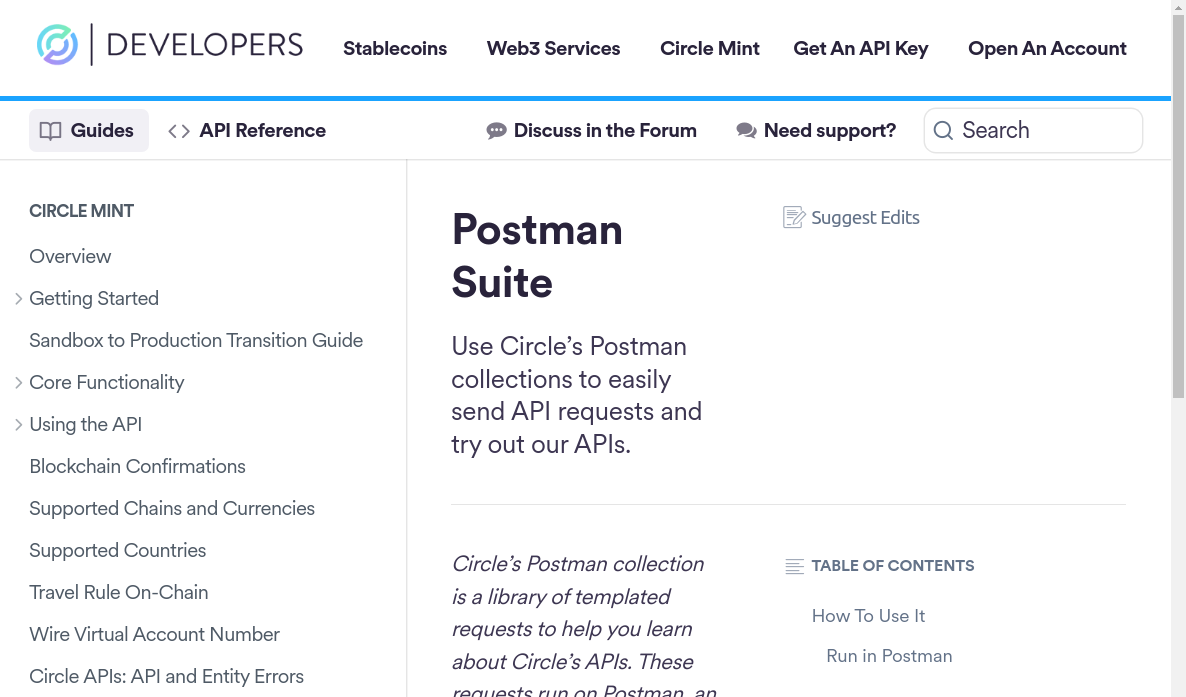 DEVELOPERS
Stablecoins
Web3 Services
Circle Mint
Get An API Key
Open An Account
Guides
API Reference
Discuss in the Forum
Need support?
Search
CIRCLE MINT
Overview
Getting Started
Sandbox to Production Transition Guide
Core Functionality
Using the API
Blockchain Confirmations
Supported Chains and Currencies
Supported Countries
Travel Rule On-Chain
Wire Virtual Account Number
Circle APIs: API and Entity Errors
Postman
Suite
Suggest Edits
Use Circle’s Postman
collections to easily
send API requests and
try out our APIs.
Circle’s Postman collection
is a library of templated
requests to help you learn
about Circle’s APIs. These
requests run on Postman, an
TABLE OF CONTENTS
How To Use It
Run in Postman